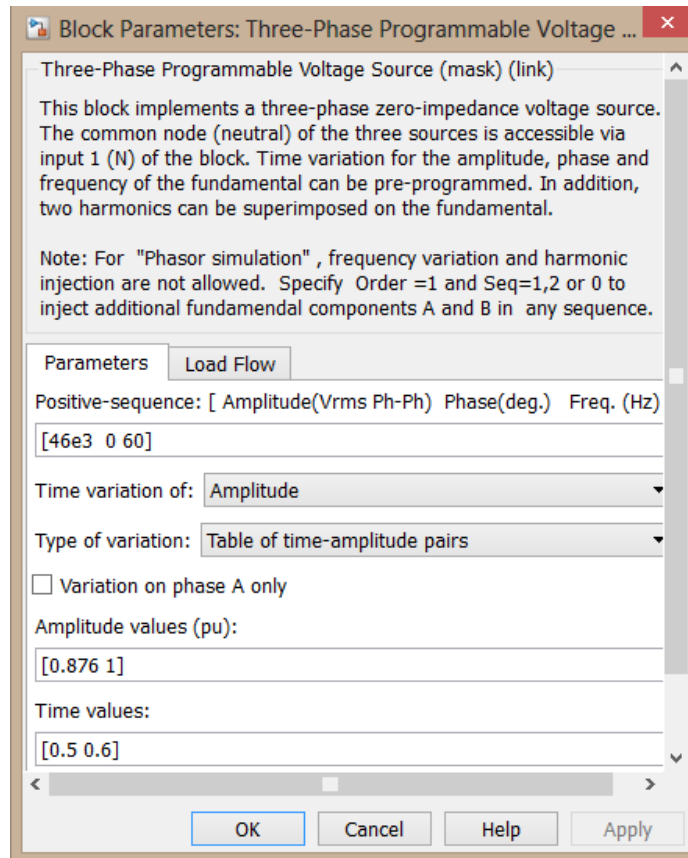 Block Parameters: Three-Phase Programmable Voltage ...
Three-Phase Programmable Voltage Source (mask) (link)
This block implements a three-phase zero-impedance voltage source.
The common node (neutral) of the three sources is accessible via
input 1 (N) of the block. Time variation for the amplitude, phase and
frequency of the fundamental can be pre-programmed. In addition,
two harmonics can be superimposed on the fundamental.
Note: For "Phasor simulation" , frequency variation and harmonic
injection are not allowed. Specify Order =1 and Seq=1,2 or 0 to
inject additional fundamendal components A and B in any sequence.
Parameters Load Flow
Positive-sequence: [ Amplitude(Vrms Ph-Ph) Phase(deg.) Freq. (Hz)
[46e3 0 60]
Time variation of: Amplitude
Type of variation: Table of time-amplitude pairs
Variation on phase A only
Amplitude values (pu):
[0.876 1]
Time values:
[0.5 0.6]
OK Cancel Help Apply